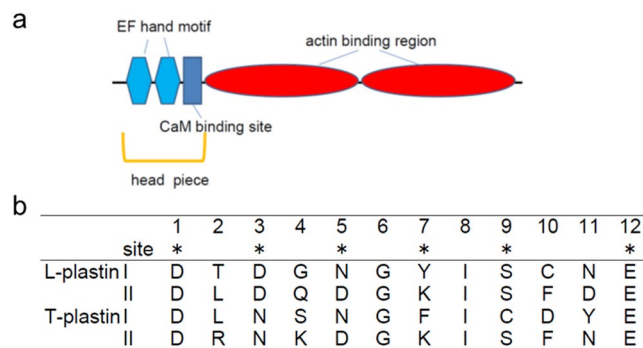 a
EF hand motif
actin binding region
CaM binding site
head piece
b
1 2 3 4 5 6 7 8 9 10 11 12
site * * * * * *
L-plastin I D T D G N G Y I S C N E
II D L D Q D G K I S F D E
T-plastin I D L N S N G F I C D Y E
II D R N K D G K I S F N E